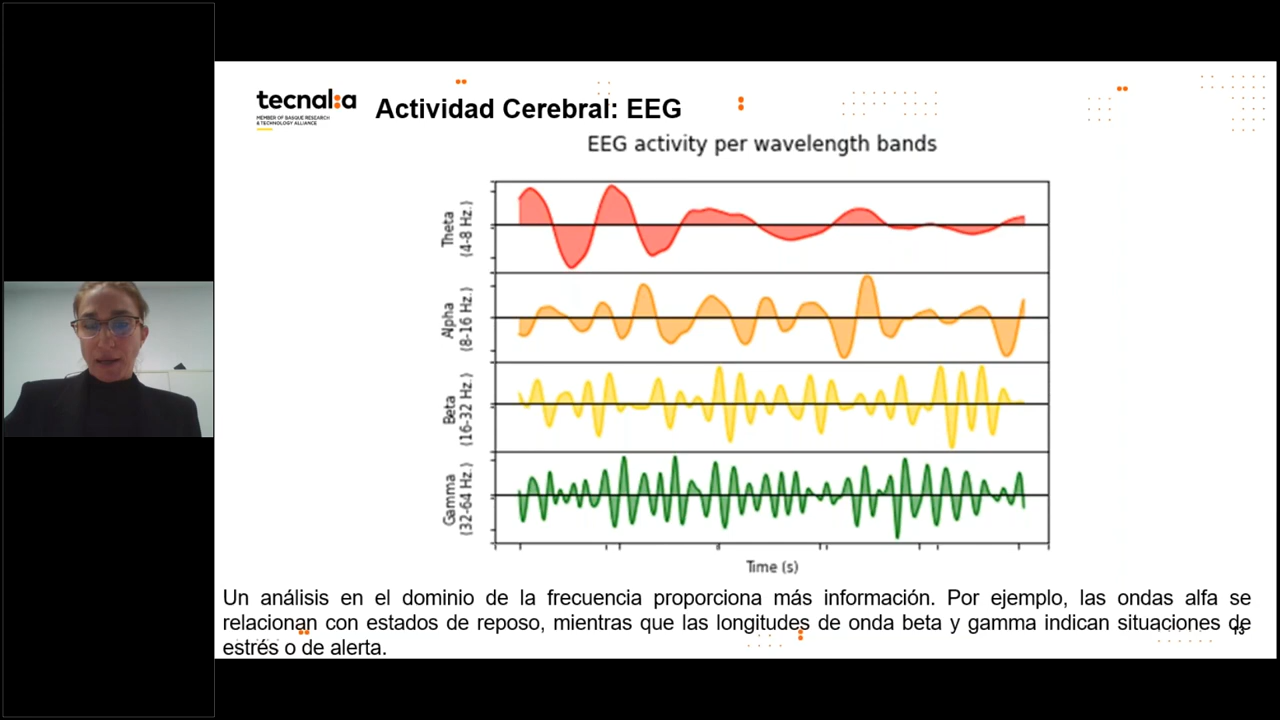 tecnalia
MEMBER OF BASQUE RESEARCH
& TECHNOLOGY ALLIANCE
Actividad Cerebral: EEG
EEG activity per wavelength bands
Theta
(4-8 Hz.)
Alpha
(8-16 Hz.)
Beta
(16-32 Hz.)
Gamma
(32-64 Hz.)
Time (s)
Un análisis en el dominio de la frecuencia proporciona más información. Por ejemplo, las ondas alfa se
relacionan con estados de reposo, mientras que las longitudes de onda beta y gamma indican situaciones de
estrés o de alerta.
13